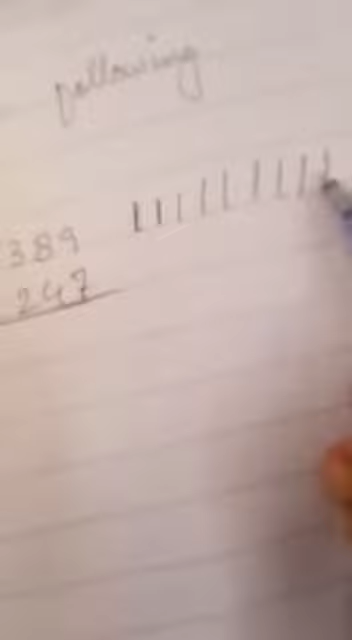 following
| | | | | | | | | |
389
247